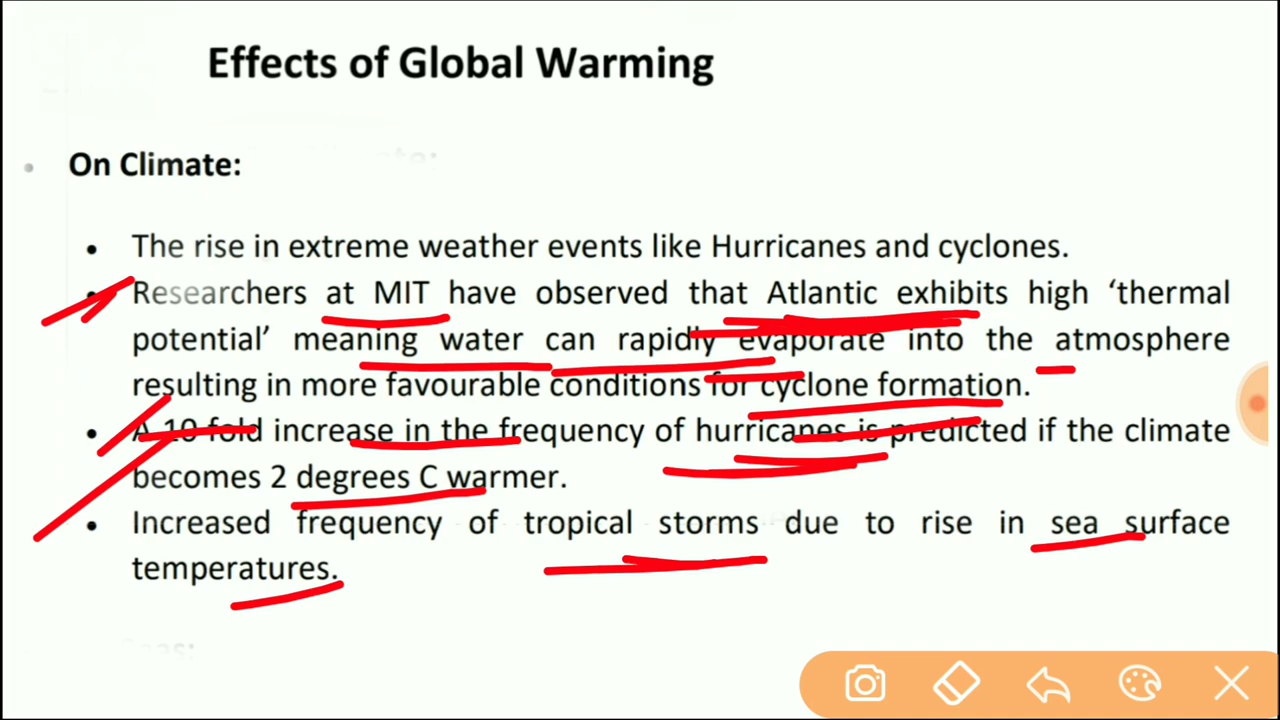 Effects of Global Warming
• On Climate:
• The rise in extreme weather events like Hurricanes and cyclones.
• Researchers at MIT have observed that Atlantic exhibits high ‘thermal
potential’ meaning water can rapidly evaporate into the atmosphere
resulting in more favourable conditions for cyclone formation.
• A 10 fold increase in the frequency of hurricanes is predicted if the climate
becomes 2 degrees C warmer.
• Increased frequency of tropical storms due to rise in sea surface
temperatures.